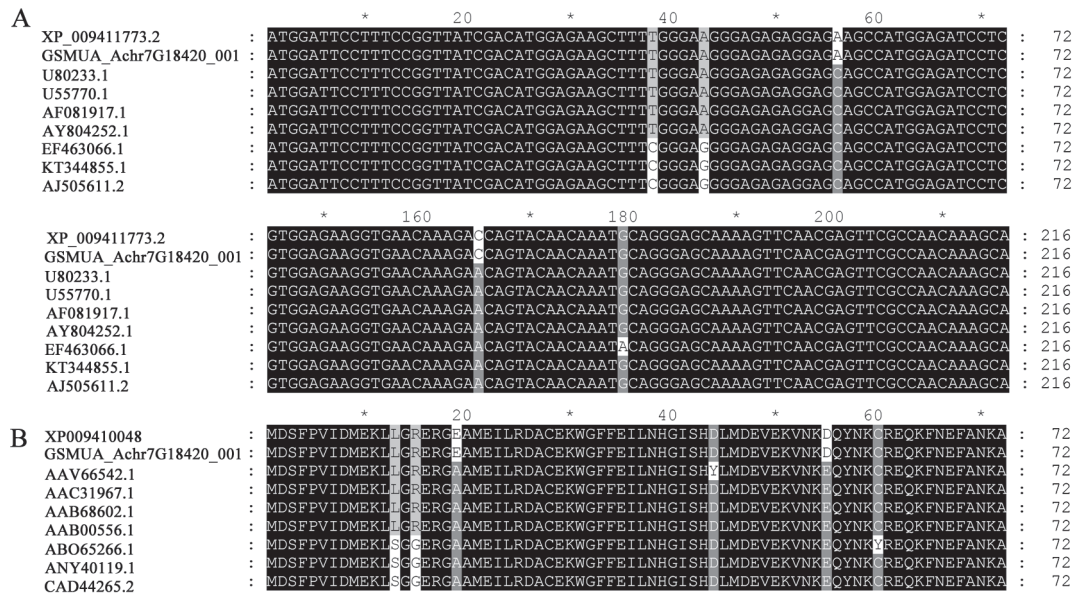 A
* 20 * 40 * 60 *
XP_009411773.2 : ATGGATTCCTTTCCGGTTATCGACATGGAGAAGCTTTTGGGAAGGGAGAGAGGAGAAGCCATGGAGATCCTC : 72
GSMUA_Achr7G18420_001 : ATGGATTCCTTTCCGGTTATCGACATGGAGAAGCTTTTGGGAAGGGAGAGAGGAGAAGCCATGGAGATCCTC : 72
U80233.1 : ATGGATTCCTTTCCGGTTATCGACATGGAGAAGCTTTTGGGAAGGGAGAGAGGAGCAGCCATGGAGATCCTC : 72
U55770.1 : ATGGATTCCTTTCCGGTTATCGACATGGAGAAGCTTTTGGGAAGGGAGAGAGGAGCAGCCATGGAGATCCTC : 72
AF081917.1 : ATGGATTCCTTTCCGGTTATCGACATGGAGAAGCTTTTGGGAAGGGAGAGAGGAGCAGCCATGGAGATCCTC : 72
AY804252.1 : ATGGATTCCTTTCCGGTTATCGACATGGAGAAGCTTTTGGGAAGGGAGAGAGGAGCAGCCATGGAGATCCTC : 72
EF463066.1 : ATGGATTCCTTTCCGGTTATCGACATGGAGAAGCTTTCGGGAGGGGAGAGAGGAGCAGCCATGGAGATCCTC : 72
KT344855.1 : ATGGATTCCTTTCCGGTTATCGACATGGAGAAGCTTTCGGGAGGGGAGAGAGGAGCAGCCATGGAGATCCTC : 72
AJ505611.2 : ATGGATTCCTTTCCGGTTATCGACATGGAGAAGCTTTCGGGAGGGGAGAGAGGAGCAGCCATGGAGATCCTC : 72
* 160 * 180 * 200 *
XP_009411773.2 : GTGGAGAAGGTGAACAAAGACCAGTACAACAAATGCAGGGAGCAAAAGTTCAACGAGTTCGCCAACAAAGCA : 216
GSMUA_Achr7G18420_001 : GTGGAGAAGGTGAACAAAGACCAGTACAACAAATGCAGGGAGCAAAAGTTCAACGAGTTCGCCAACAAAGCA : 216
U80233.1 : GTGGAGAAGGTGAACAAAGAACAGTACAACAAATGCAGGGAGCAAAAGTTCAACGAGTTCGCCAACAAAGCA : 216
U55770.1 : GTGGAGAAGGTGAACAAAGAACAGTACAACAAATGCAGGGAGCAAAAGTTCAACGAGTTCGCCAACAAAGCA : 216
AF081917.1 : GTGGAGAAGGTGAACAAAGAACAGTACAACAAATGCAGGGAGCAAAAGTTCAACGAGTTCGCCAACAAAGCA : 216
AY804252.1 : GTGGAGAAGGTGAACAAAGAACAGTACAACAAATGCAGGGAGCAAAAGTTCAACGAGTTCGCCAACAAAGCA : 216
EF463066.1 : GTGGAGAAGGTGAACAAAGAACAGTACAACAAATACAGGGAGCAAAAGTTCAACGAGTTCGCCAACAAAGCA : 216
KT344855.1 : GTGGAGAAGGTGAACAAAGAACAGTACAACAAATGCAGGGAGCAAAAGTTCAACGAGTTCGCCAACAAAGCA : 216
AJ505611.2 : GTGGAGAAGGTGAACAAAGAACAGTACAACAAATGCAGGGAGCAAAAGTTCAACGAGTTCGCCAACAAAGCA : 216
B
* 20 * 40 * 60 *
XP009410048 : MDSFPVIDMEKLLGRERGEAMEILRDACEKWGFFEILNHGISHDLMDEVEKVNKDQYNKCREQKFNEFANKA : 72
GSMUA_Achr7G18420_001 : MDSFPVIDMEKLLGRERGEAMEILRDACEKWGFFEILNHGISHDLMDEVEKVNKDQYNKCREQKFNEFANKA : 72
AAV66542.1 : MDSFPVIDMEKLLGRERGAAMEILRDACEKWGFFEILNHGISHYLMDEVEKVNKEQYNKCREQKFNEFANKA : 72
AAC31967.1 : MDSFPVIDMEKLLGRERGAAMEILRDACEKWGFFEILNHGISHDLMDEVEKVNKEQYNKCREQKFNEFANKA : 72
AAB68602.1 : MDSFPVIDMEKLLGRERGAAMEILRDACEKWGFFEILNHGISHDLMDEVEKVNKEQYNKCREQKFNEFANKA : 72
AAB00556.1 : MDSFPVIDMEKLLGRERGAAMEILRDACEKWGFFEILNHGISHDLMDEVEKVNKEQYNKCREQKFNEFANKA : 72
ABO65266.1 : MDSFPVIDMEKLSGGERGAAMEILRDACEKWGFFEILNHGISHDLMDEVEKVNKEQYNKYREQKFNEFANKA : 72
ANY40119.1 : MDSFPVIDMEKLSGGERGAAMEILRDACEKWGFFEILNHGISHDLMDEVEKVNKEQYNKCREQKFNEFANKA : 72
CAD44265.2 : MDSFPVIDMEKLSGGERGAAMEILRDACEKWGFFEILNHGISHDLMDEVEKVNKEQYNKCREQKFNEFANKA : 72